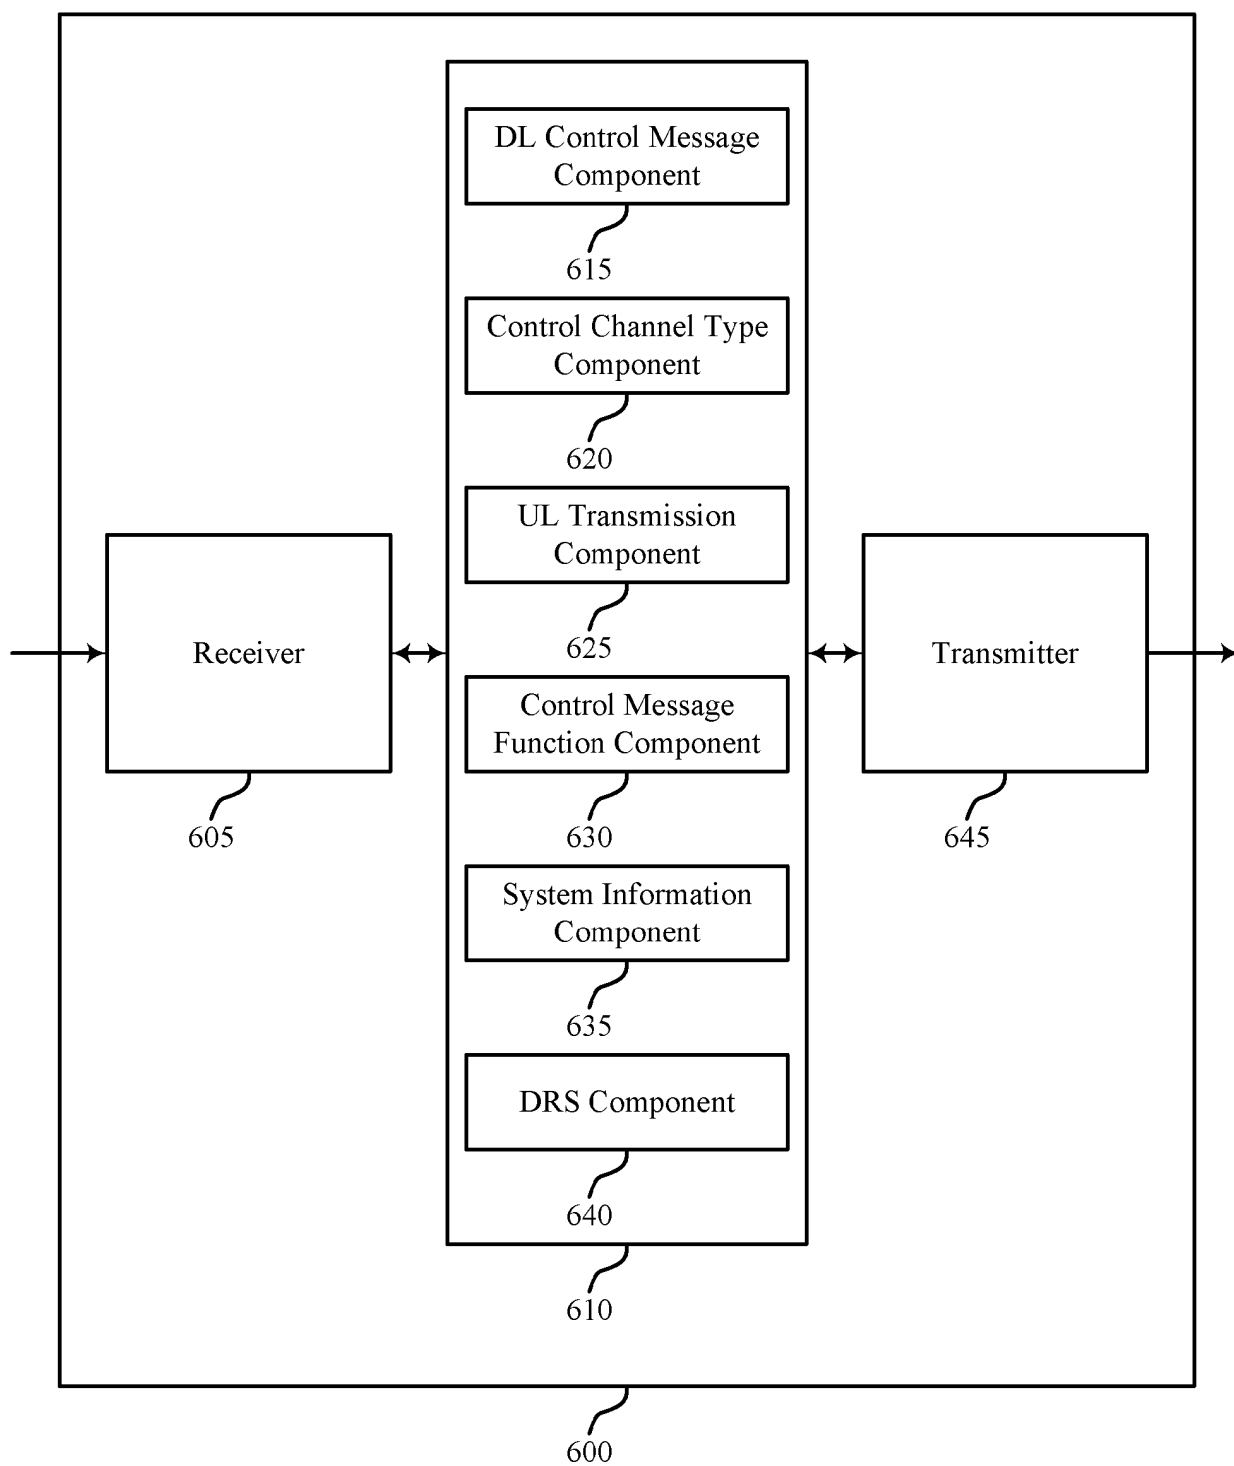 DL Control Message
Component
615
Control Channel Type
Component
620
UL Transmission
Component
625
Receiver
605
Control Message
Function Component
630
Transmitter
645
System Information
Component
635
DRS Component
640
610
600